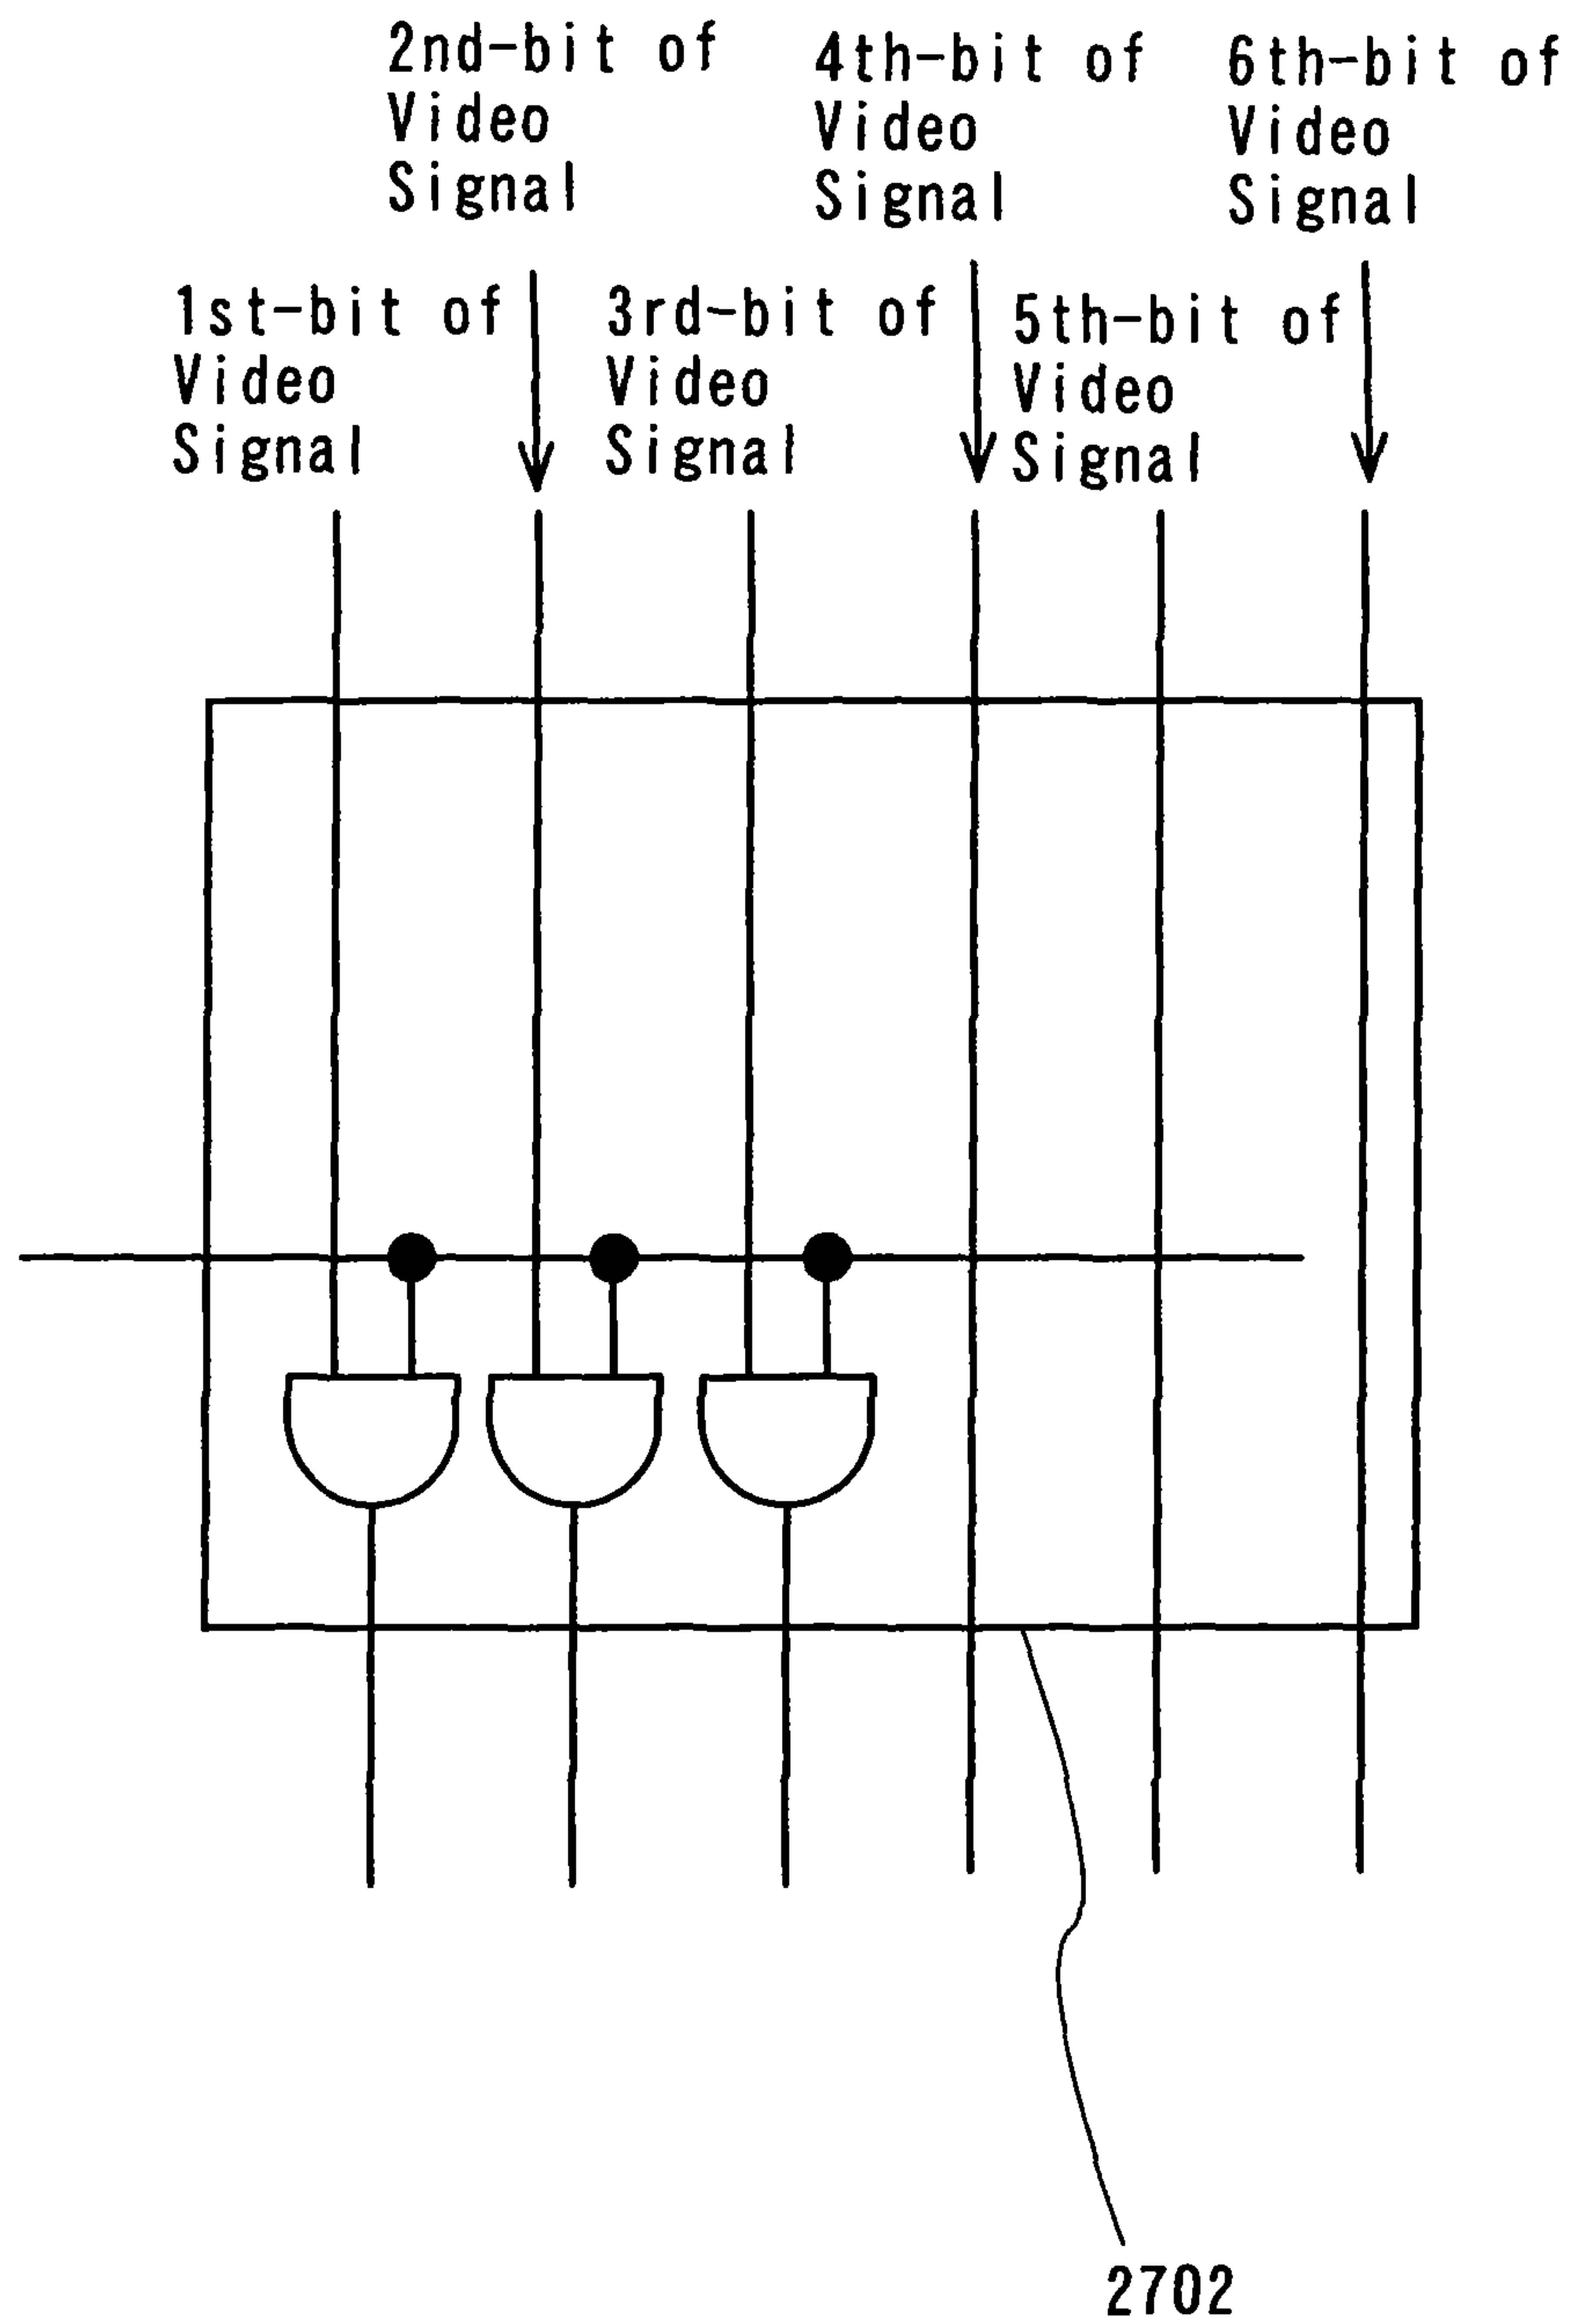 2nd-bit of
Video
Signal
4th-bit of
Video
Signal
6th-bit of
Video
Signal
1st-bit of
Video
Signal
3rd-bit of
Video
Signal
5th-bit of
Video
Signal
2702